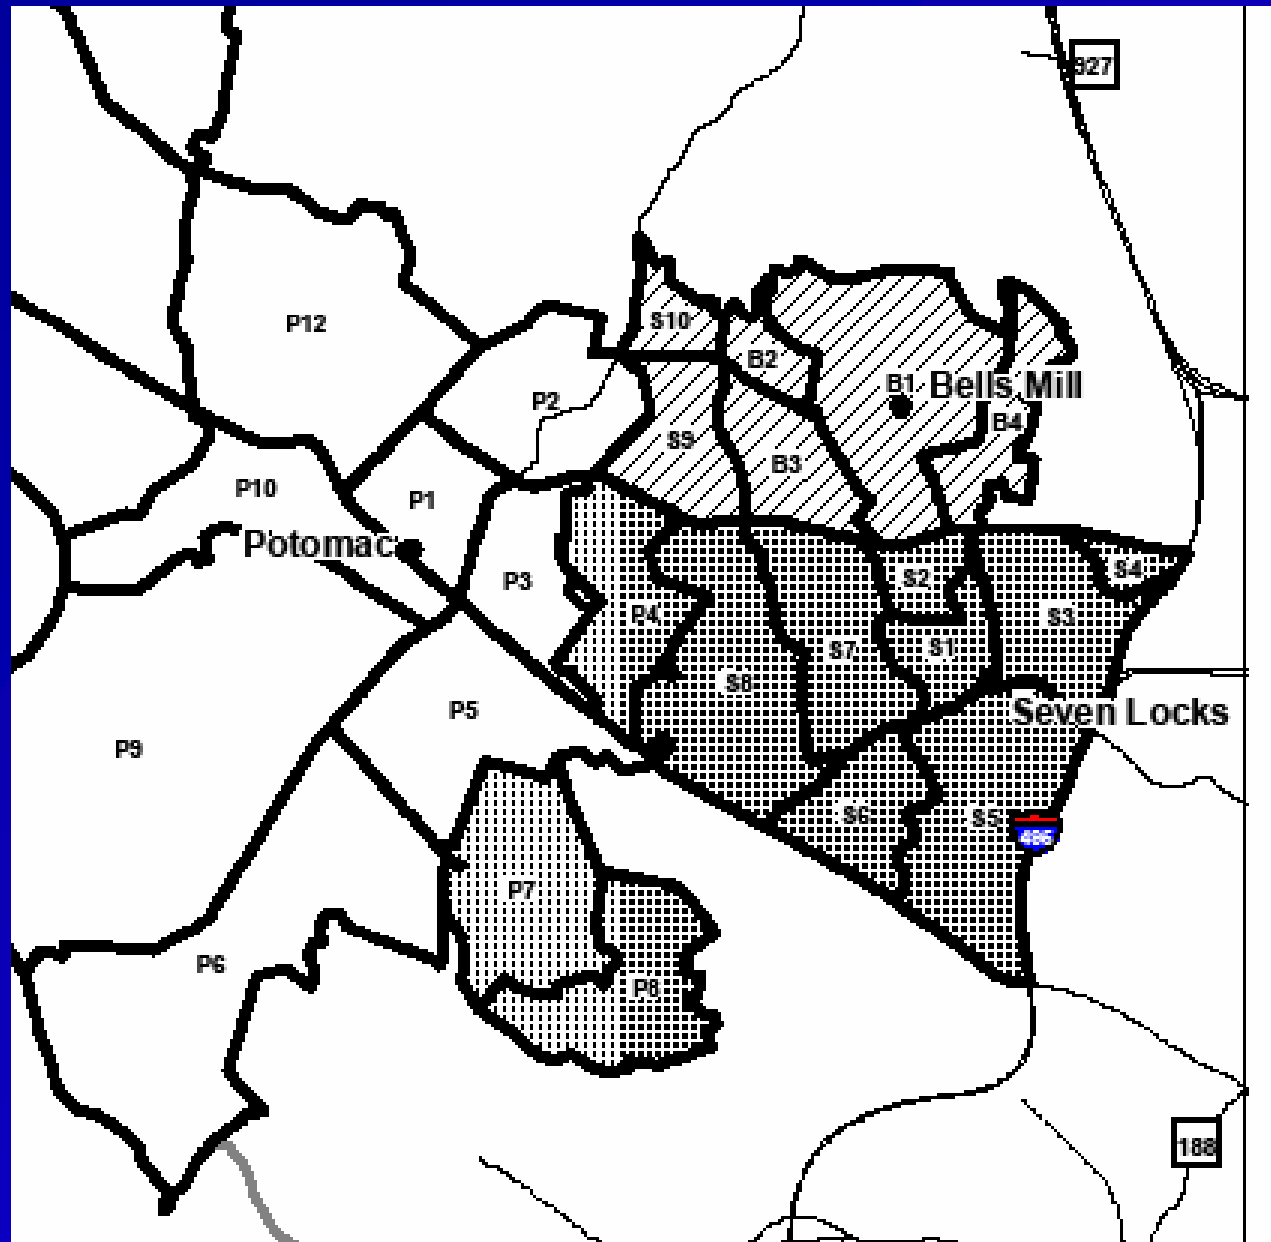 927
P12
S10
B2
B1
Bells Mill
P2
B4
S9
B3
P10
P1
Potomac
P3
S2
S4
P4
S3
S7
S1
S8
P5
Seven Locks
P9
S6
S5
495
P7
P6
P8
188